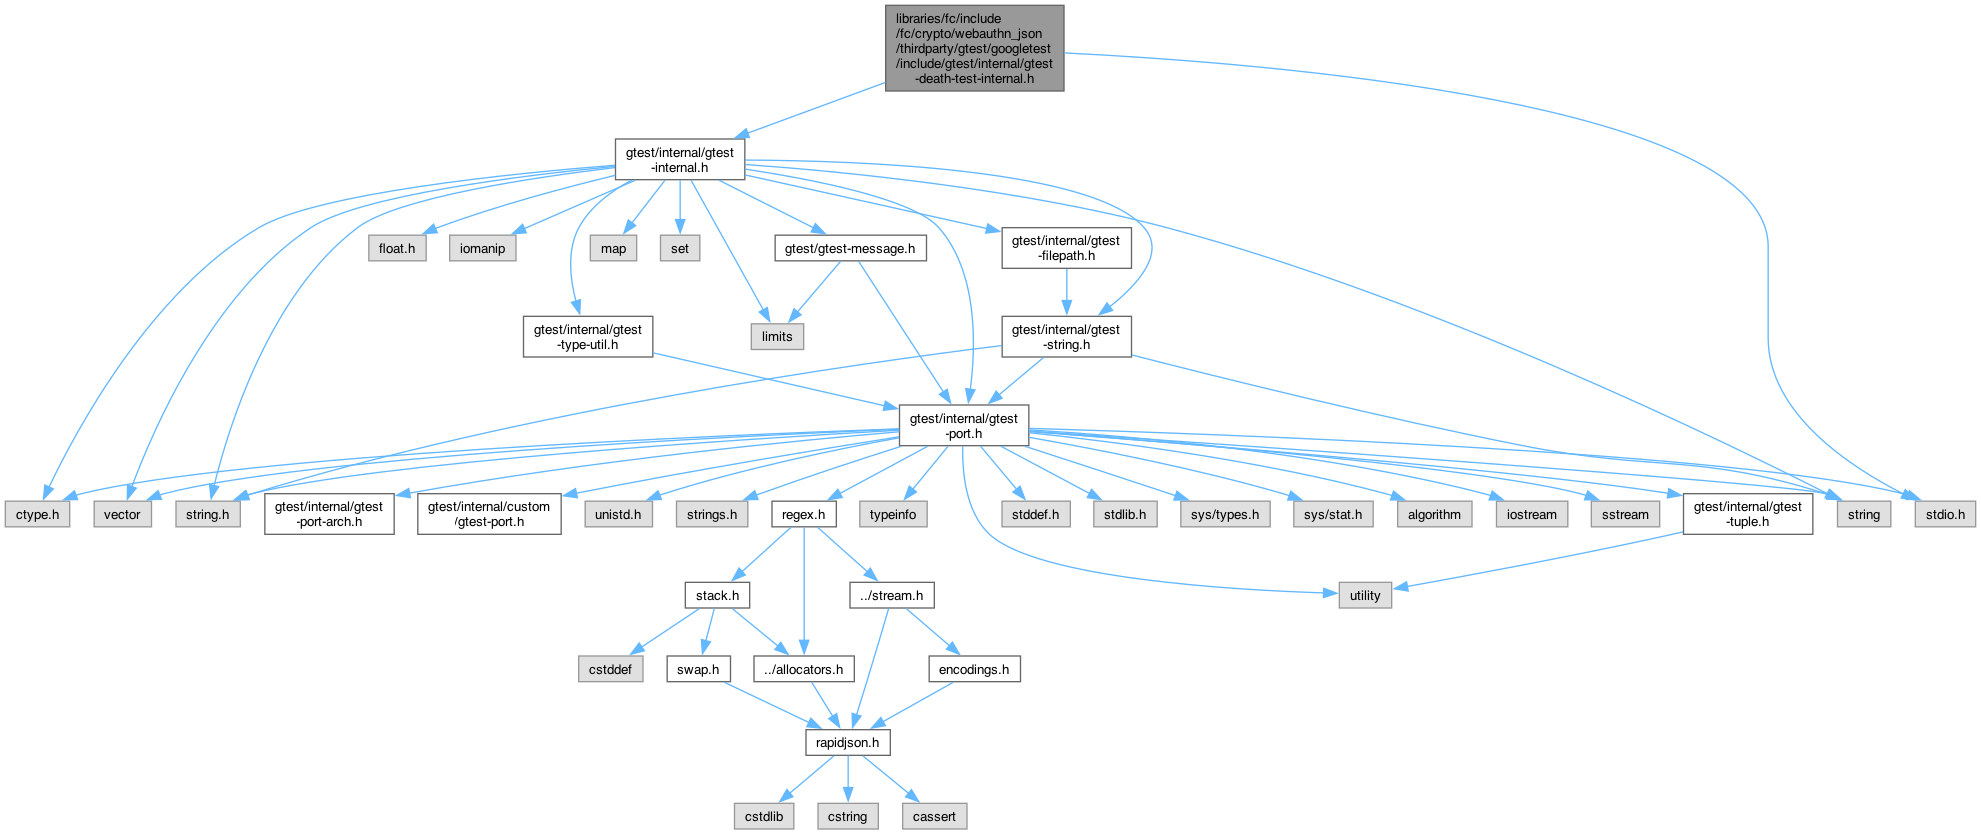 libraries/fc/include
/fc/crypto/webauthn_json
/thirdparty/gtest/googletest
/include/gtest/internal/gtest
-death-test-internal.h
gtest/internal/gtest
-internal.h
float.h
iomanip
map
set
gtest/gtest-message.h
gtest/internal/gtest
-filepath.h
gtest/internal/gtest
-type-util.h
limits
gtest/internal/gtest
-string.h
gtest/internal/gtest
-port.h
ctype.h
vector
string.h
gtest/internal/gtest
-port-arch.h
gtest/internal/custom
/gtest-port.h
unistd.h
strings.h
regex.h
typeinfo
stddef.h
stdlib.h
sys/types.h
sys/stat.h
algorithm
iostream
sstream
gtest/internal/gtest
-tuple.h
string
stdio.h
stack.h
../stream.h
utility
cstddef
swap.h
../allocators.h
encodings.h
rapidjson.h
cstdlib
cstring
cassert